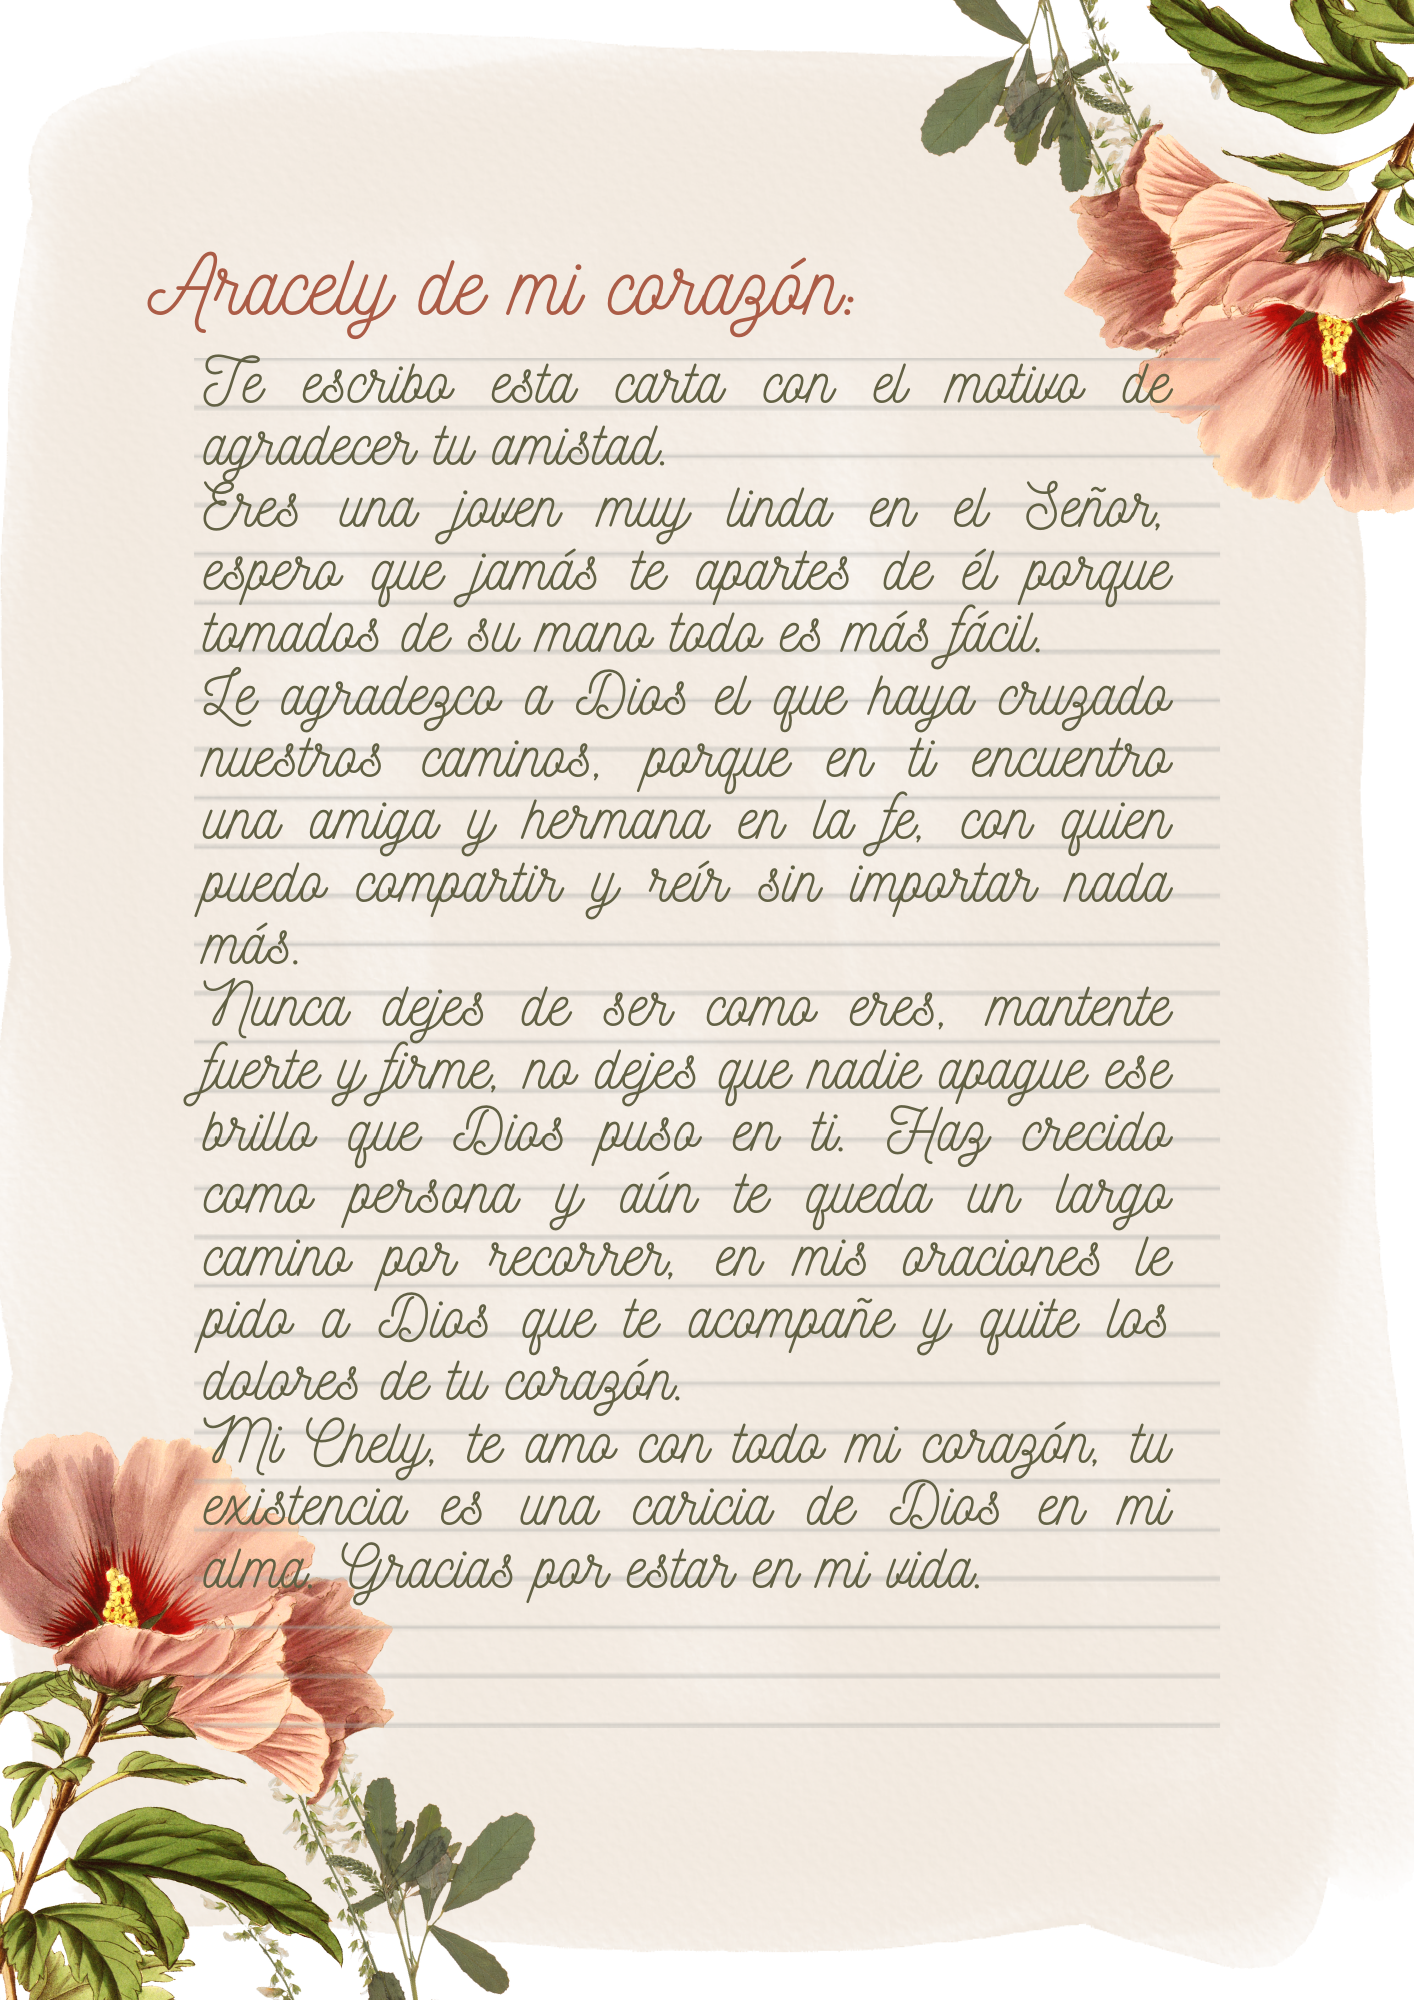 Aracely de mi corazón:
Te escribo esta carta con el motivo de
agradecer tu amistad.
Eres una joven muy linda en el Señor,
espero que jamás te apartes de él porque
tomados de su mano todo es más fácil.
Le agradezco a Dios el que haya cruzado
nuestros caminos, porque en ti encuentro
una amiga y hermana en la fe, con quien
puedo compartir y reír sin importar nada
más.
Nunca dejes de ser como eres, mantente
fuerte y firme, no dejes que nadie apague ese
brillo que Dios puso en ti. Haz crecido
como persona y aún te queda un largo
camino por recorrer, en mis oraciones le
pido a Dios que te acompañe y quite los
dolores de tu corazón.
Mi Chely, te amo con todo mi corazón, tu
existencia es una caricia de Dios en mi
alma. Gracias por estar en mi vida.